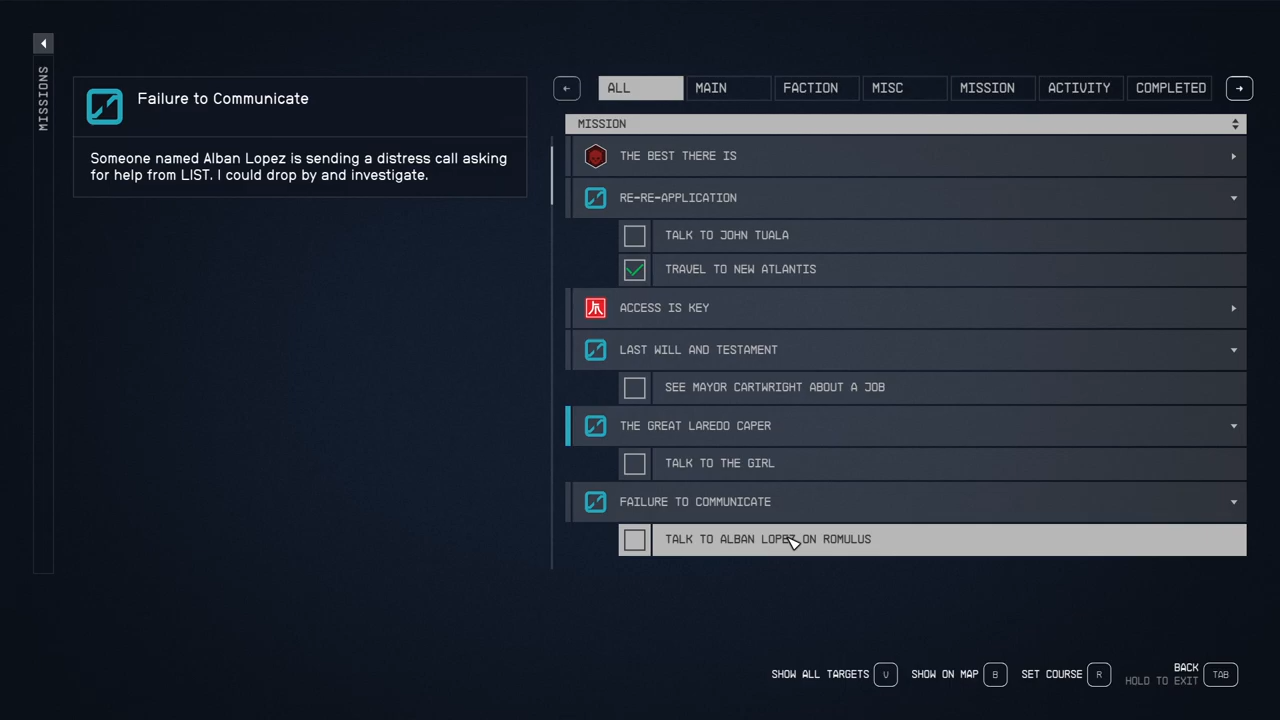 MISSIONS
Failure to Communicate
Someone named Alban Lopez is sending a distress call asking
for help from LIST. I could drop by and investigate.
ALL MAIN FACTION MISC MISSION ACTIVITY COMPLETED
MISSION
THE BEST THERE IS
RE-RE-APPLICATION
TALK TO JOHN TUALA
TRAVEL TO NEW ATLANTIS
ACCESS IS KEY
LAST WILL AND TESTAMENT
SEE MAYOR CARTWRIGHT ABOUT A JOB
THE GREAT LAREDO CAPER
TALK TO THE GIRL
FAILURE TO COMMUNICATE
TALK TO ALBAN LOPEZ ON ROMULUS
SHOW ALL TARGETS V SHOW ON MAP B SET COURSE R BACK TAB
HOLD TO EXIT